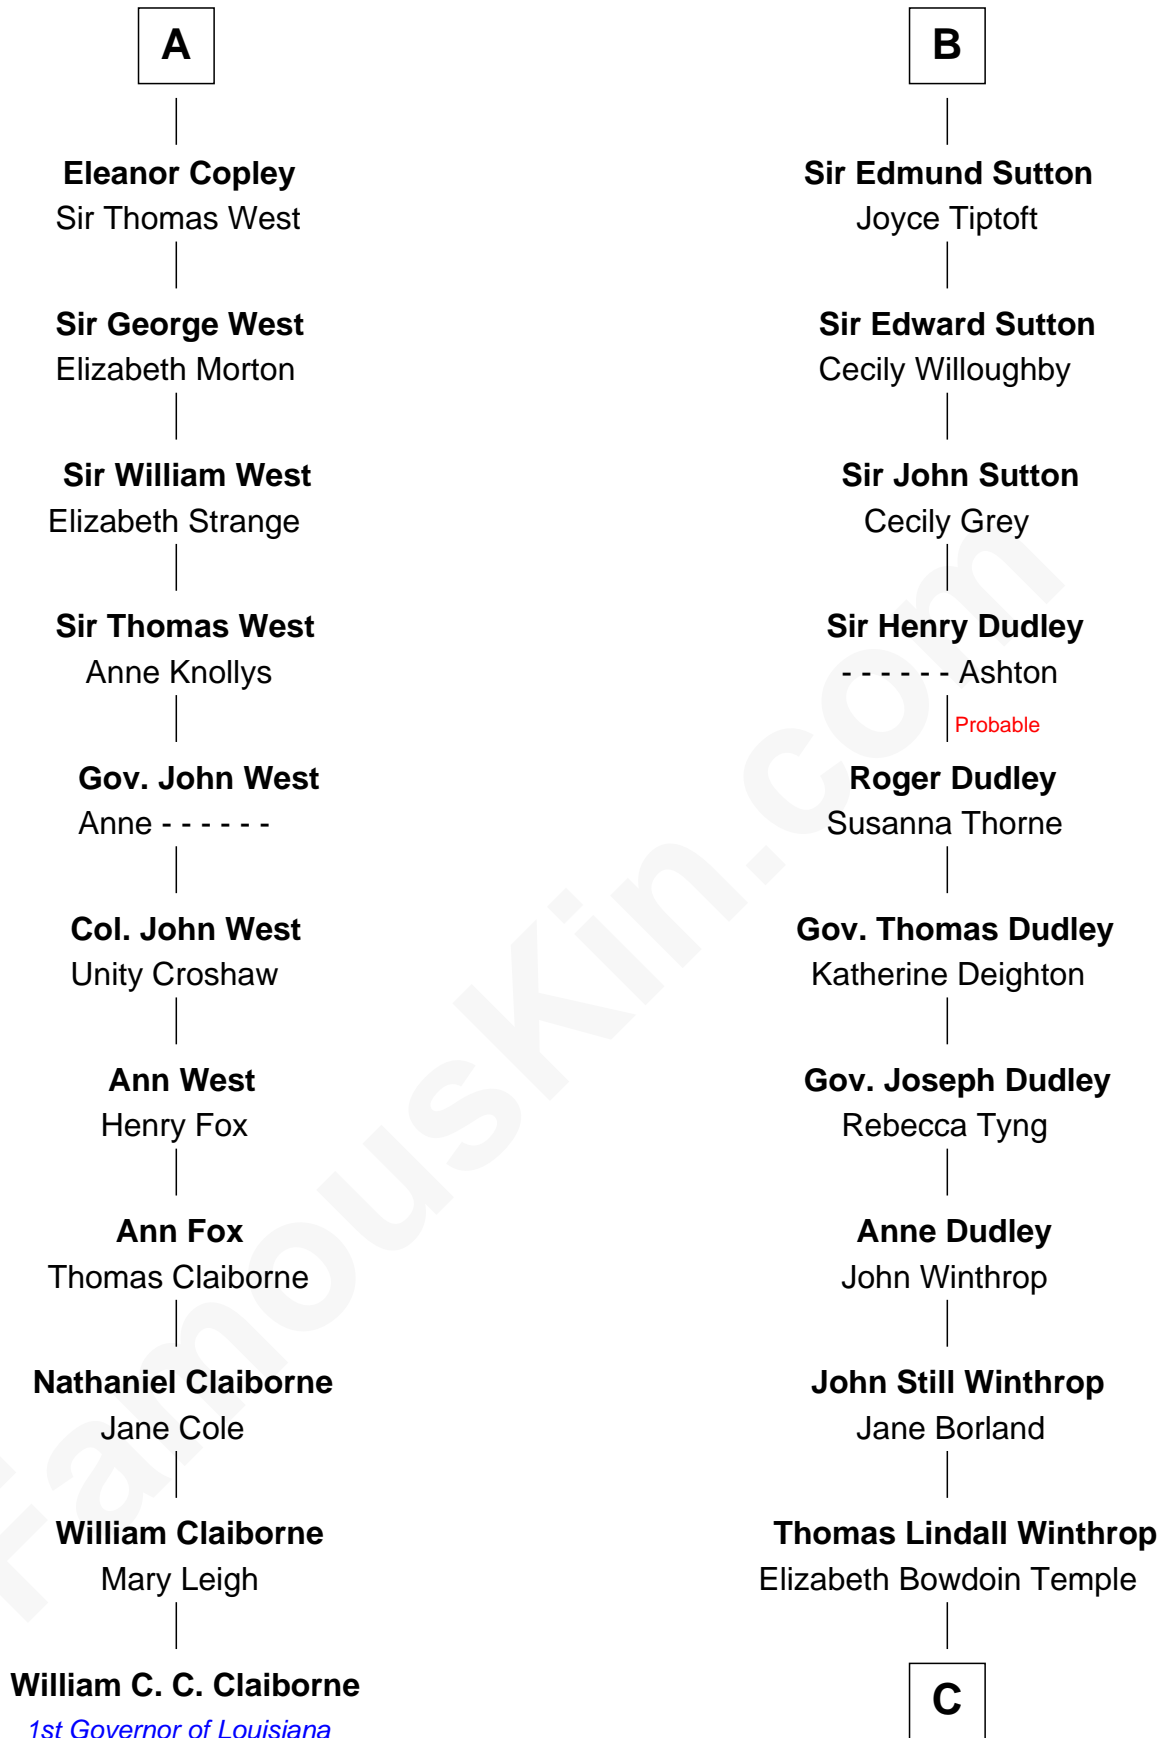 A
Eleanor Copley
Sir Thomas West
Sir George West
Elizabeth Morton
Sir William West
Elizabeth Strange
Sir Thomas West
Anne Knollys
Gov. John West
Anne - - - - - -
Col. John West
Unity Croshaw
Ann West
Henry Fox
Ann Fox
Thomas Claiborne
Nathaniel Claiborne
Jane Cole
William Claiborne
Mary Leigh
William C. C. Claiborne
1st Governor of Louisiana
B
Sir Edmund Sutton
Joyce Tiptoft
Sir Edward Sutton
Cecily Willoughby
Sir John Sutton
Cecily Grey
Sir Henry Dudley
- - - - - - Ashton
Probable
Roger Dudley
Susanna Thorne
Gov. Thomas Dudley
Katherine Deighton
Gov. Joseph Dudley
Rebecca Tyng
Anne Dudley
John Winthrop
John Still Winthrop
Jane Borland
Thomas Lindall Winthrop
Elizabeth Bowdoin Temple
C
FamousKin.com